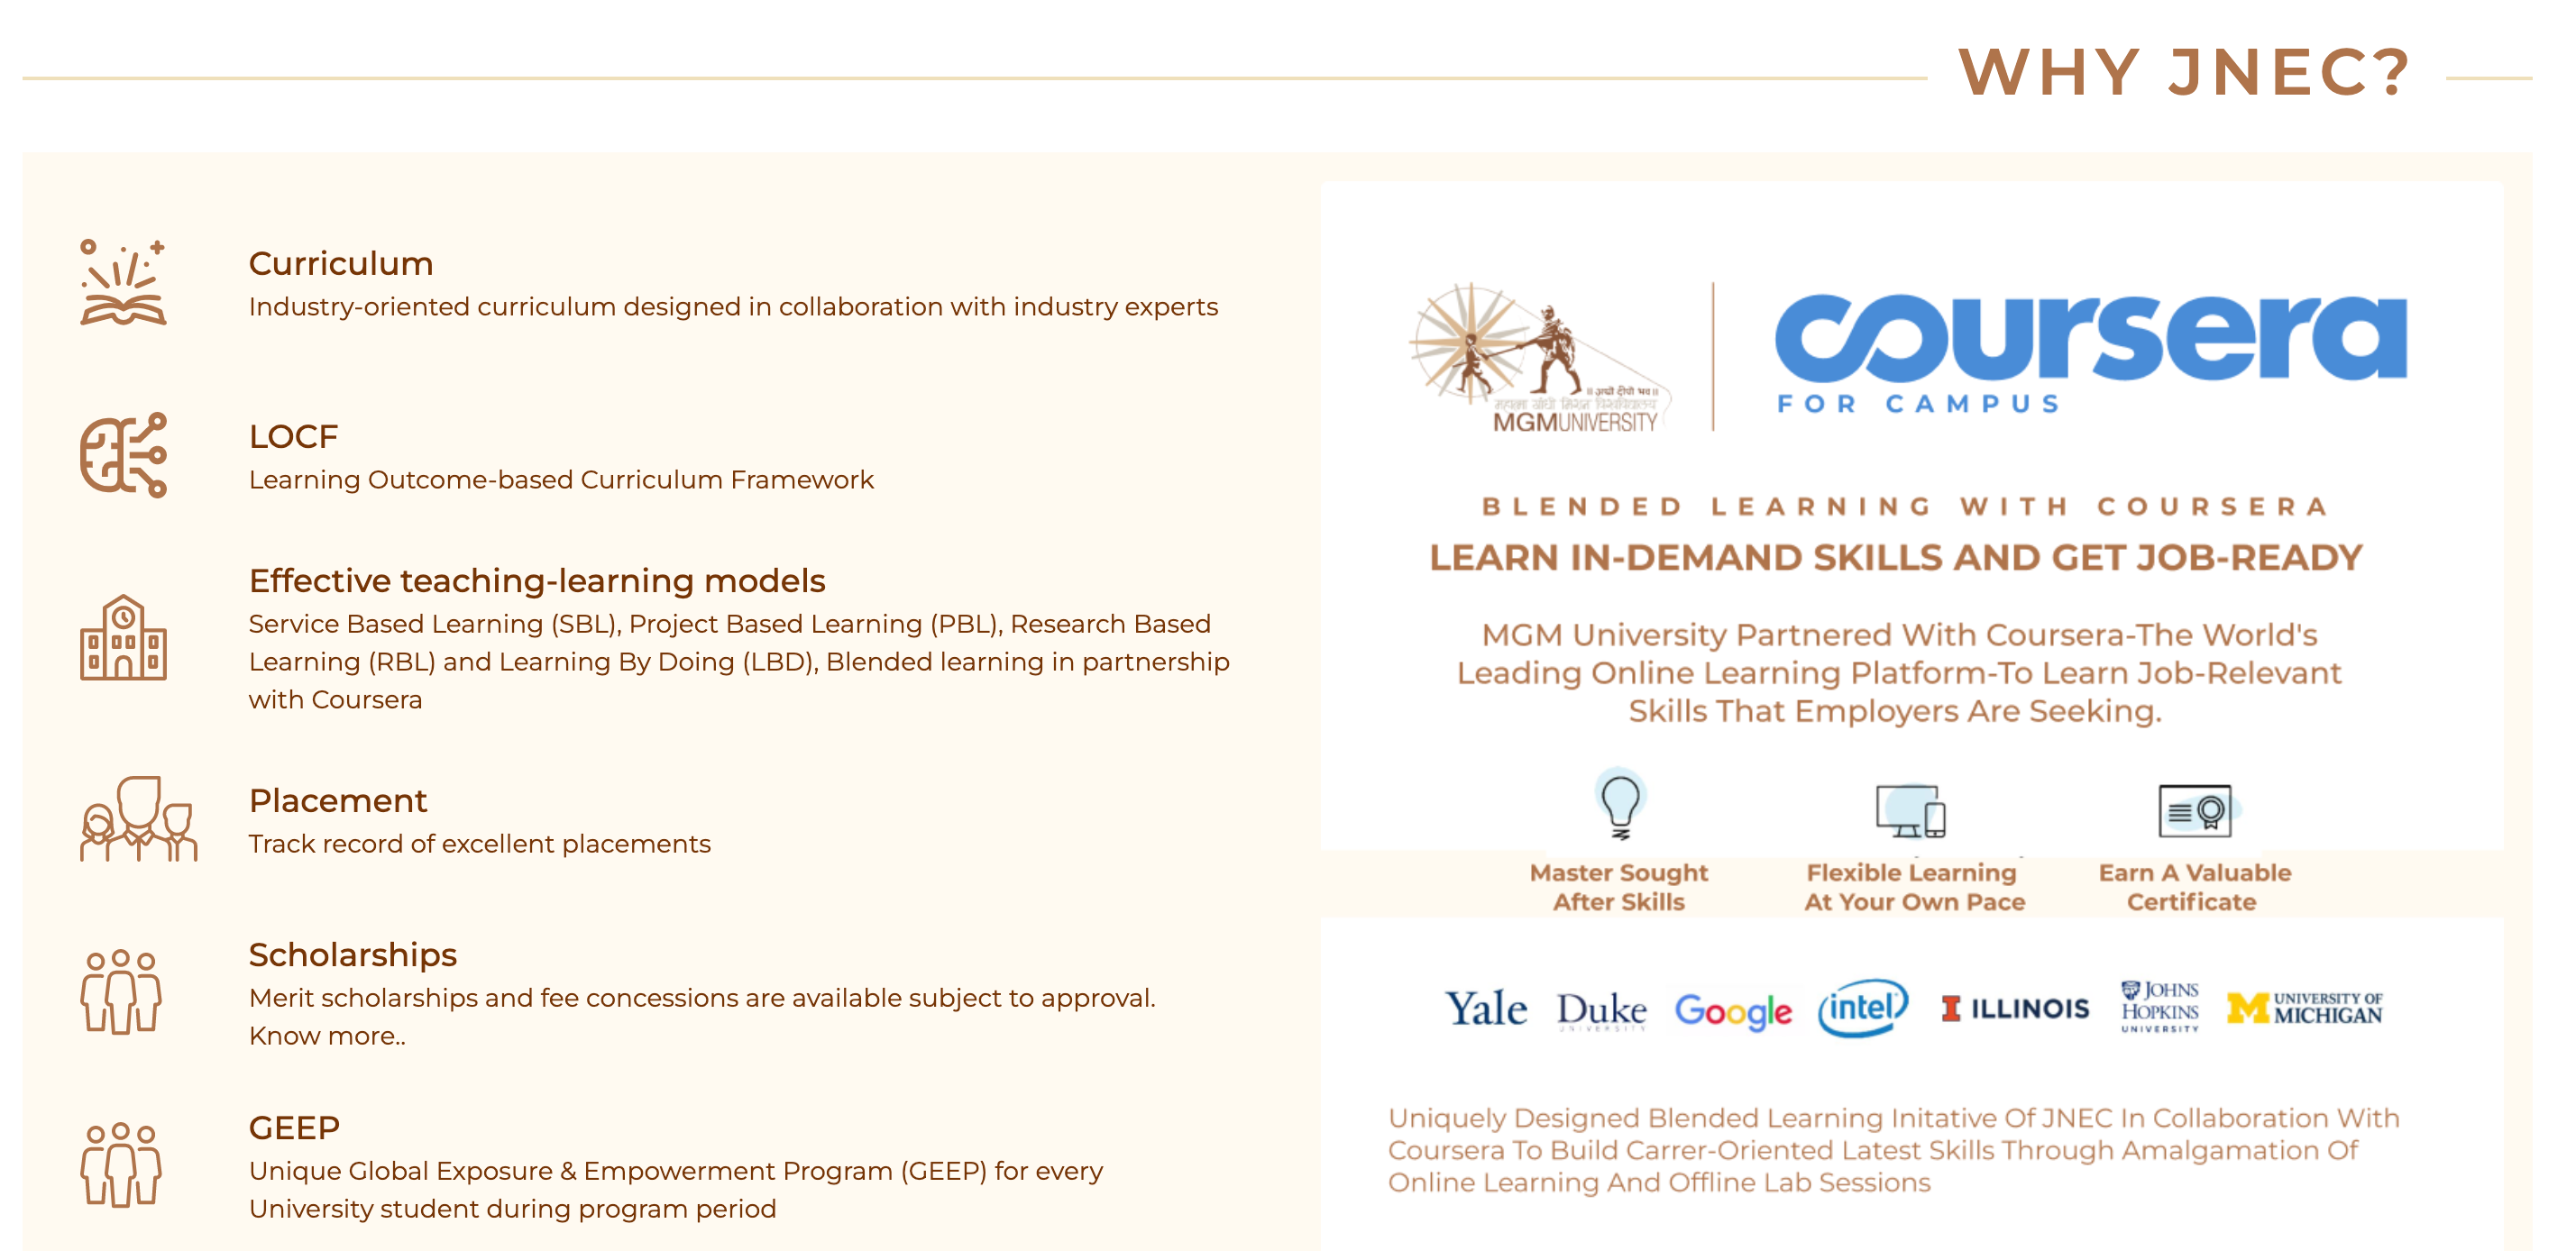 WHY JNEC?
Curriculum
Industry-oriented curriculum designed in collaboration with industry experts
LOCF
Learning Outcome-based Curriculum Framework
Effective teaching-learning models
Service Based Learning (SBL), Project Based Learning (PBL), Research Based
Learning (RBL) and Learning By Doing (LBD), Blended learning in partnership
with Coursera
Placement
Track record of excellent placements
Scholarships
Merit scholarships and fee concessions are available subject to approval.
Know more..
GEEP
Unique Global Exposure & Empowerment Program (GEEP) for every
University student during program period
॥ अत्त दीपो भव ॥
महात्मा गांधी मिशन विश्वविद्यालय
MGMUNIVERSITY
coursera
FOR CAMPUS
BLENDED LEARNING WITH COURSERA
LEARN IN-DEMAND SKILLS AND GET JOB-READY
MGM University Partnered With Coursera-The World's
Leading Online Learning Platform-To Learn Job-Relevant
Skills That Employers Are Seeking.
Master Sought
After Skills
Flexible Learning
At Your Own Pace
Earn A Valuable
Certificate
Yale
Duke
UNIVERSITY
Google
intel
I ILLINOIS
JOHNS
HOPKINS
UNIVERSITY
M UNIVERSITY OF
MICHIGAN
Uniquely Designed Blended Learning Initative Of JNEC In Collaboration With
Coursera To Build Carrer-Oriented Latest Skills Through Amalgamation Of
Online Learning And Offline Lab Sessions